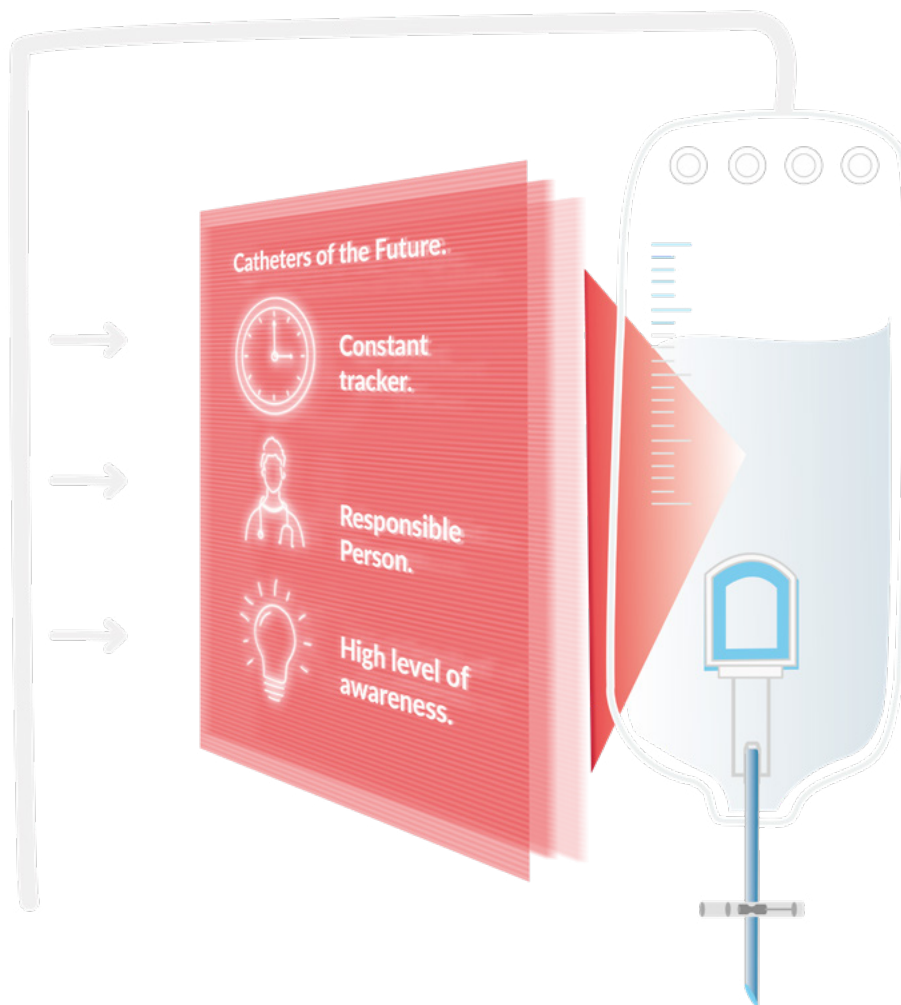 Catheters of the Future.
Constant
tracker.
Responsible
Person.
High level of
awareness.